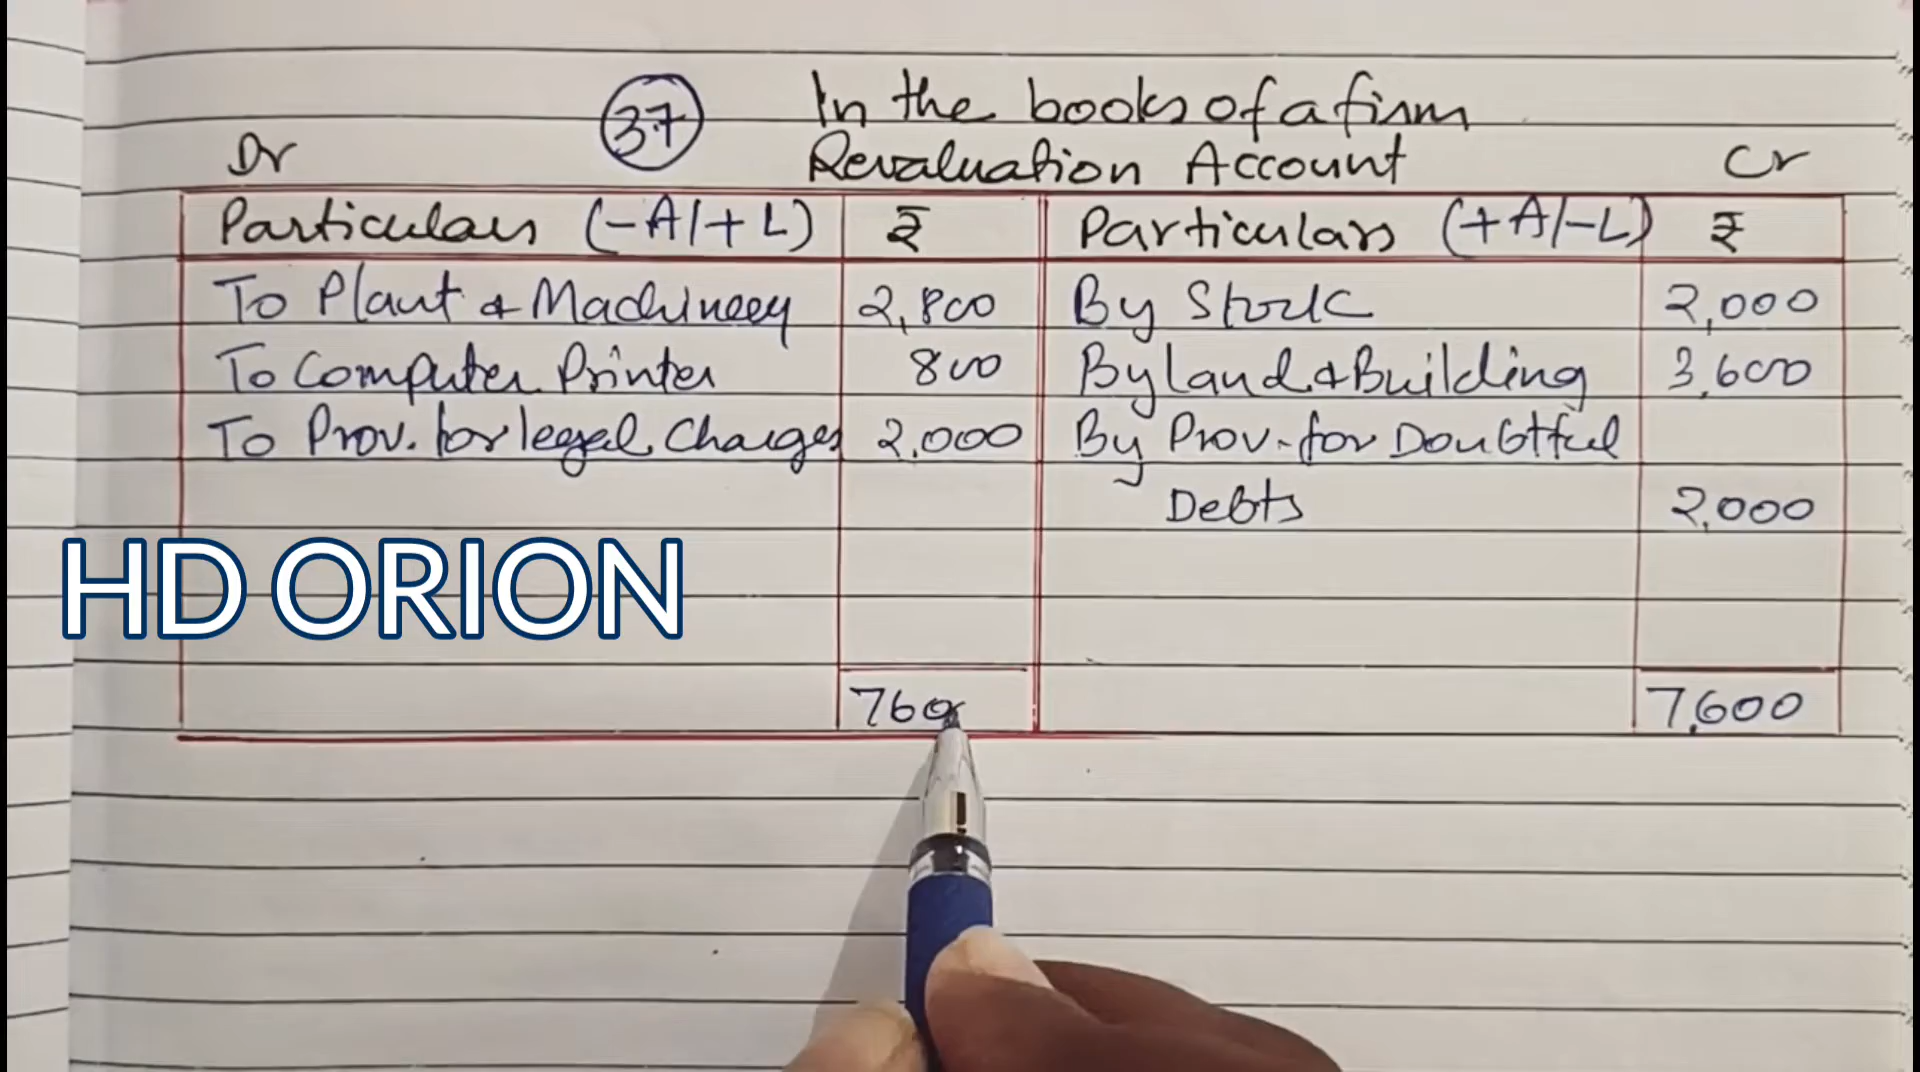 37 In the books of a firm
Dr Revaluation Account Cr
Particulars (-A/+L) ₹ Particulars (+A/-L) ₹
To Plant & Machinery 2,800 By Stock 2,000
To Computer Printer 800 By Land & Building 3,600
To Prov. for legal Charges 2,000 By Prov. for Doubtful
Debts 2,000
HD ORION
760 7,600